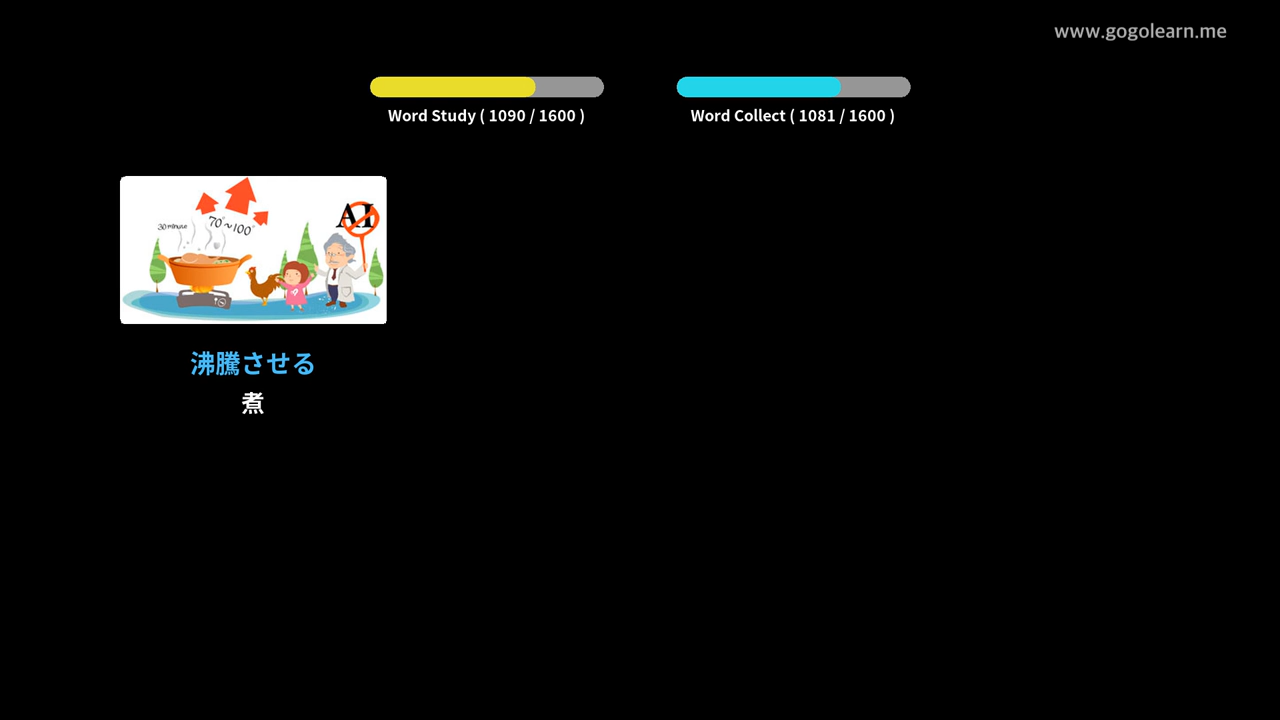 www.gogolearn.me
Word Study ( 1090 / 1600 )
Word Collect ( 1081 / 1600 )
AI
30 minute
70°~100°
沸騰させる
煮